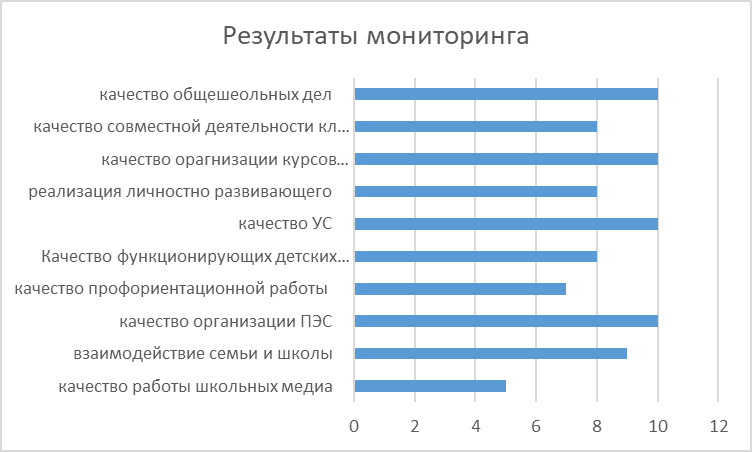 Результаты мониторинга
качество общешеольных дел
качество совместной деятельности кл...
качество орагнизации курсов...
реализация личностно развивающего
качество УС
Качество функционирующих детских...
качество профориентационной работы
качество организации ПЭС
взаимодействие семьи и школы
качество работы школьных медиа
0 2 4 6 8 10 12